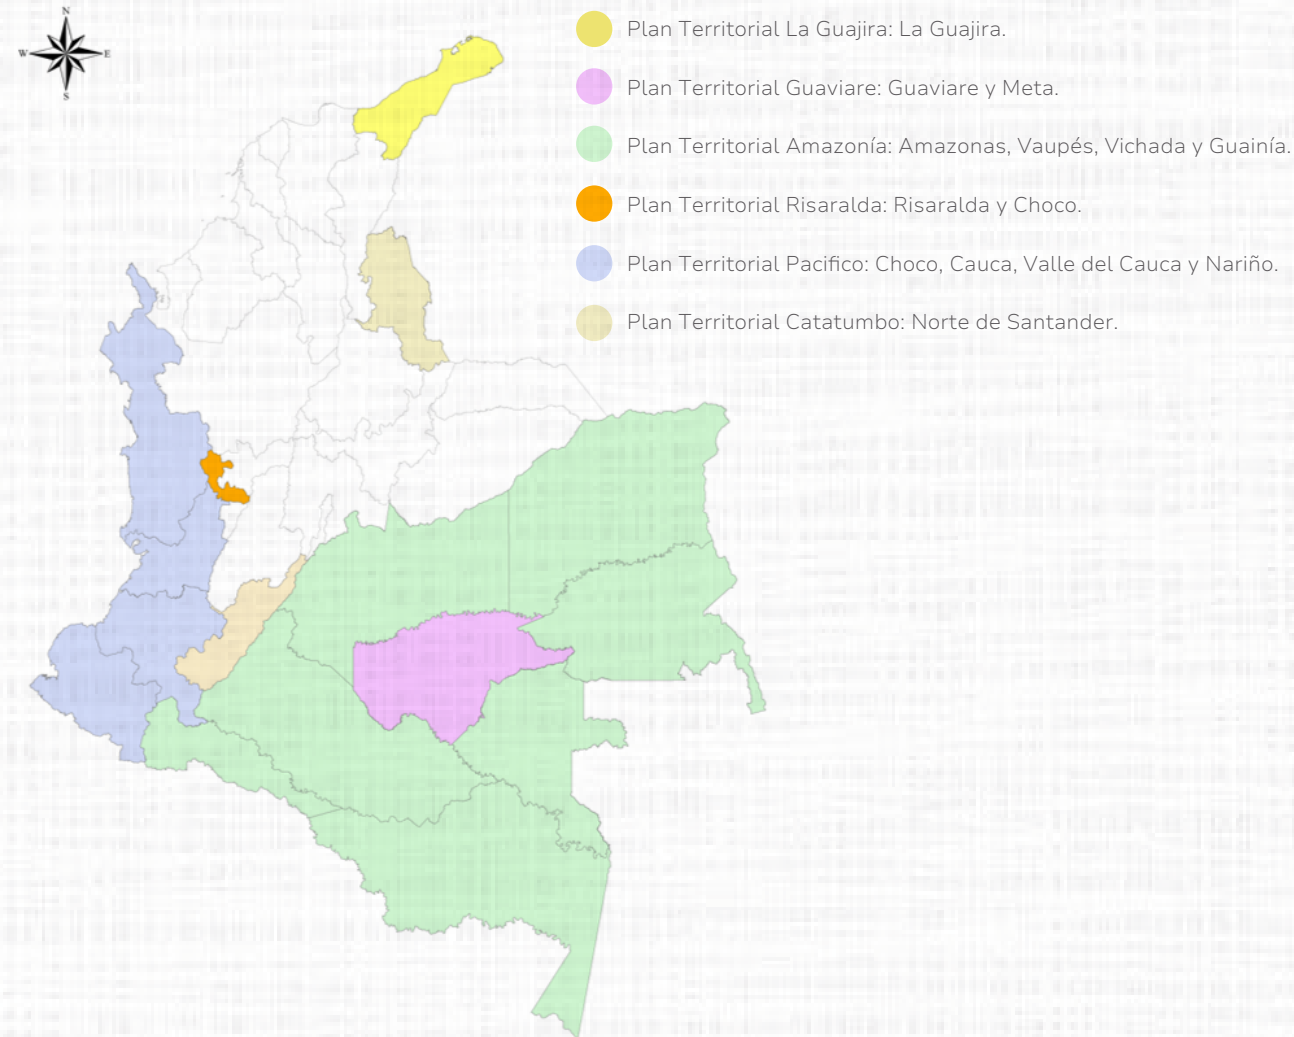 N
W E
S
Plan Territorial La Guajira: La Guajira.
Plan Territorial Guaviare: Guaviare y Meta.
Plan Territorial Amazonía: Amazonas, Vaupés, Vichada y Guainía.
Plan Territorial Risaralda: Risaralda y Choco.
Plan Territorial Pacifico: Choco, Cauca, Valle del Cauca y Nariño.
Plan Territorial Catatumbo: Norte de Santander.